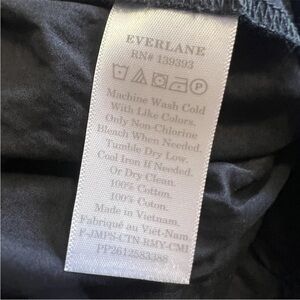 EVERLANE
RN# 139393
P
Machine Wash Cold
With Like Colors.
Only Non-Chlorine
Bleach When Needed.
Tumble Dry Low.
Cool Iron If Needed.
Or Dry Clean.
100% Cotton.
100% Coton.
Made in Vietnam.
Fabriqué au Viêt-Nam
F-JMPS-CTN-RMY-CMI
PP2612583388